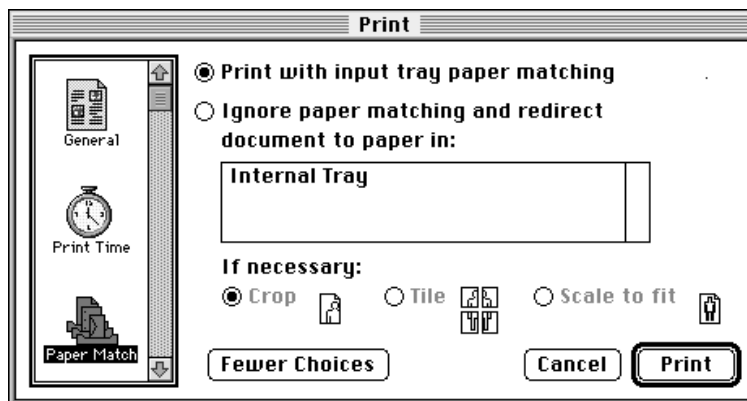 Print
General
Print Time
Paper Match
Print with input tray paper matching
Ignore paper matching and redirect
document to paper in:
Internal Tray
If necessary:
Crop Tile Scale to fit
Fewer Choices Cancel Print